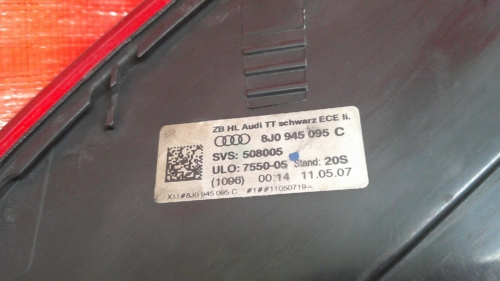 ZB HL Audi TT schwarz ECE li.
8J0 945 095 C
SVS: 508005
ULO: 7550-05 Stand: 20S
(1096) 00:14 11.05.07
X11#8J0 945 095 C #1##11050719